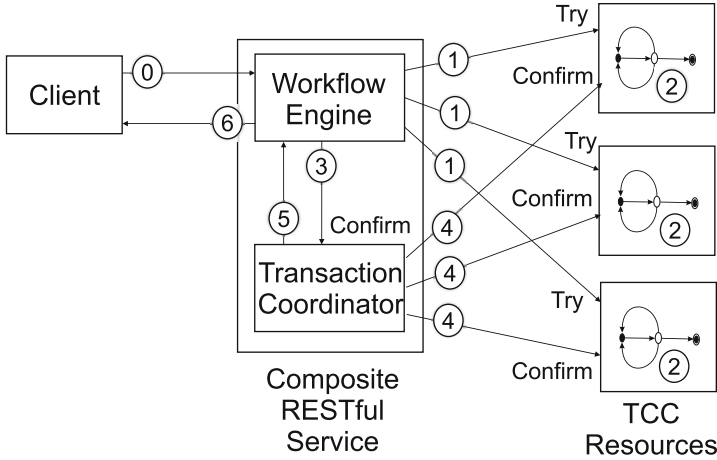 Try
1
0
Client
Workflow
Engine
Confirm
2
6
1
Try
3
1
Confirm
5
Confirm
4
2
Transaction
Coordinator
4
Try
4
Confirm
2
Composite
RESTful
Service
TCC
Resources